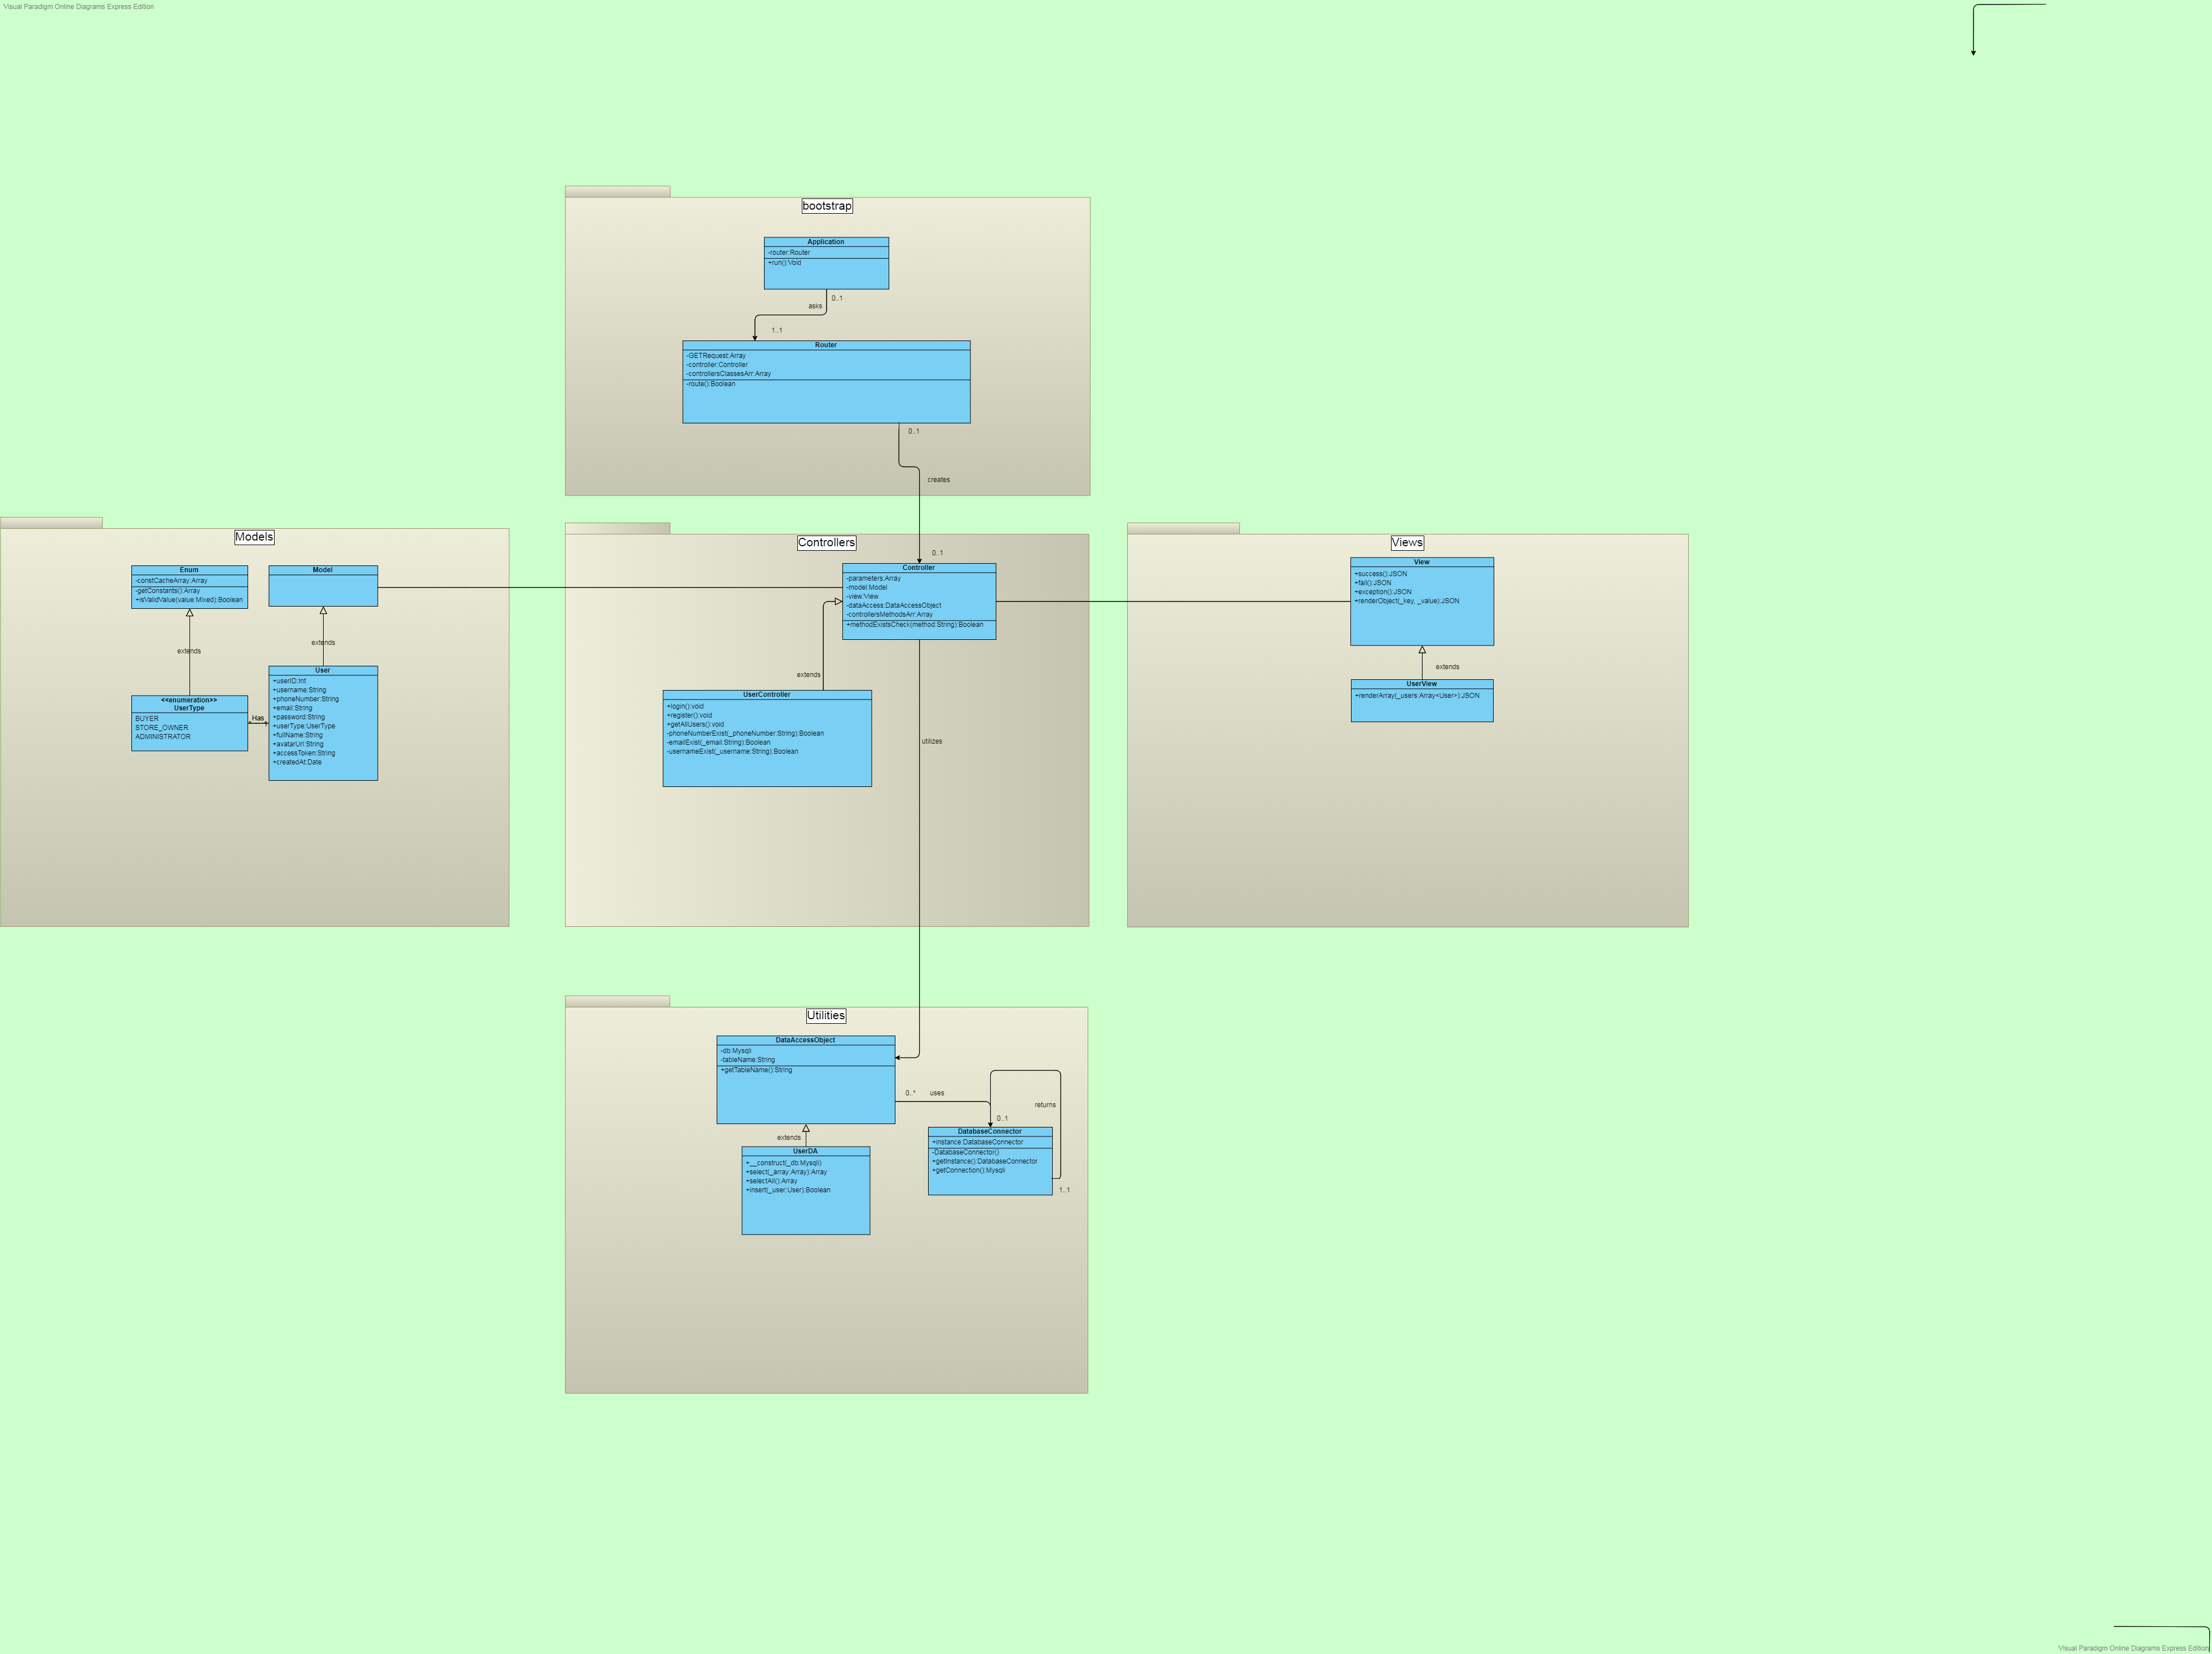 Visual Paradigm Online Diagrams Express Edition
bootstrap
Application
-router:Router
+run():Void
0..1
asks
1..1
Router
-GETRequest:Array
-controller:Controller
-controllersClassesArr:Array
-route():Boolean
0..1
creates
0..1
Models
Enum
-constCacheArray:Array
-getConstants():Array
+isValidValue(value:Mixed):Boolean
Model
extends
extends
<<enumeration>>
UserType
BUYER
STORE_OWNER
ADMINISTRATOR
Has
User
+userID:Int
+username:String
+phoneNumber:String
+email:String
+password:String
+userType:UserType
+fullName:String
+avatarUrl:String
+accessToken:String
+createdAt:Date
Controllers
Controller
-parameters:Array
-model:Model
-view:View
-dataAccess:DataAccessObject
-controllersMethodsArr:Array
+methodExistsCheck(method:String):Boolean
extends
UserController
+login():void
+register():void
+getAllUsers():void
-phoneNumberExist(_phoneNumber:String):Boolean
-emailExist(_email:String):Boolean
-usernameExist(_username:String):Boolean
utilizes
Views
View
+success():JSON
+fail():JSON
+exception():JSON
+renderObject(_key, _value):JSON
extends
UserView
+renderArray(_users:Array<User>):JSON
Utilities
DataAccessObject
-db:Mysqli
-tableName:String
+getTableName():String
0..*
uses
0..1
returns
extends
UserDA
+__construct(_db:Mysqli)
+select(_array:Array):Array
+selectAll():Array
+insert(_user:User):Boolean
DatabaseConnector
+instance:DatabaseConnector
-DatabaseConnector()
+getInstance():DatabaseConnector
+getConnection():Mysqli
1..1
Visual Paradigm Online Diagrams Express Edition